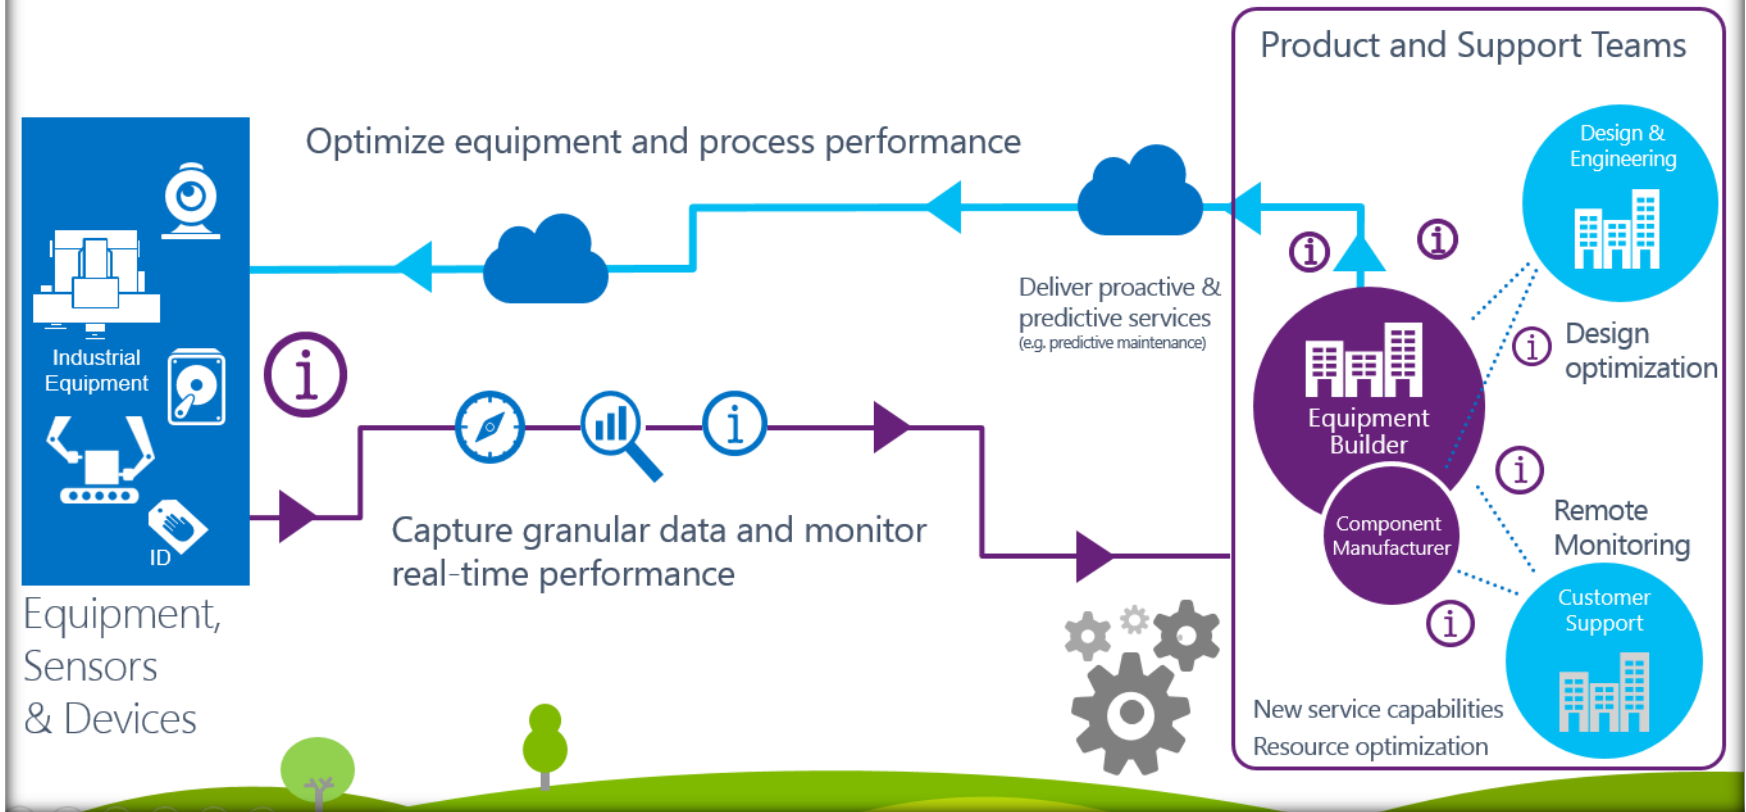 Product and Support Teams
Optimize equipment and process performance
Design &
Engineering
Industrial
Equipment
ID
Equipment,
Sensors
& Devices
Deliver proactive &
predictive services
(e.g. predictive maintenance)
Capture granular data and monitor
real-time performance
Equipment
Builder
Component
Manufacturer
Design
optimization
Remote
Monitoring
Customer
Support
New service capabilities
Resource optimization